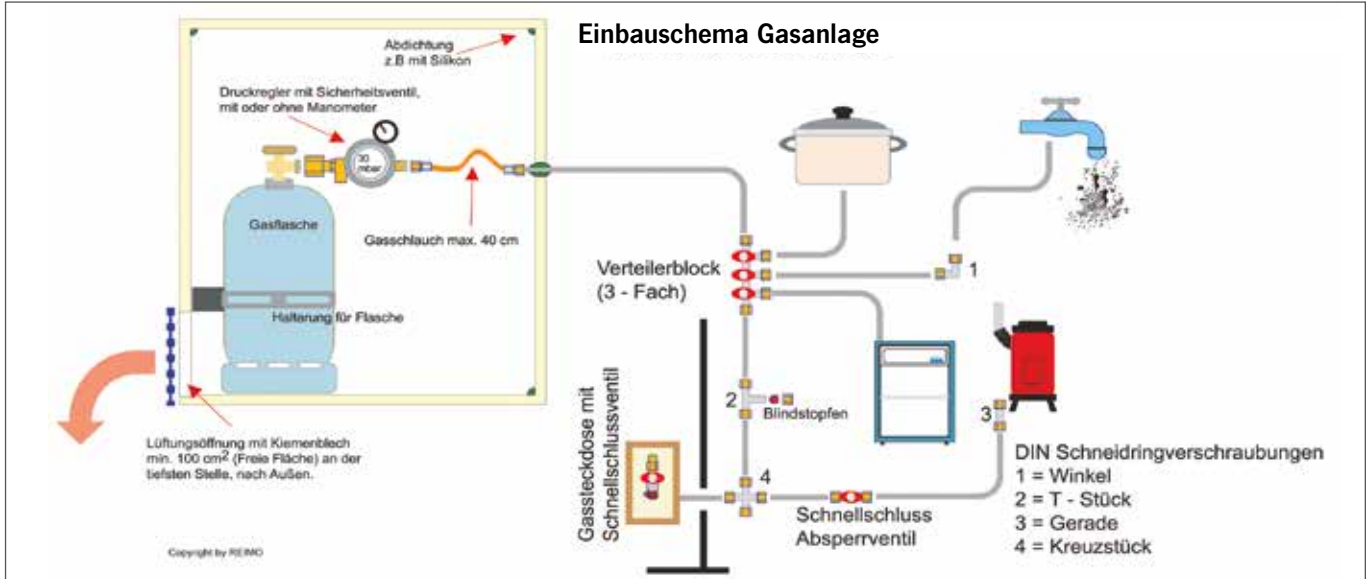 Einbauschema Gasanlage
Abdichtung
z.B mit Silikon
Druckregler mit Sicherheitsventil,
mit oder ohne Manometer
30
mbar
Gasflasche
Gasschlauch max. 40 cm
Halterung für Flasche
Lüftungsöffnung mit Kiemenblech
min. 100 cm² (Freie Fläche) an der
tiefsten Stelle, nach Außen.
Copyright by REIMO
Verteilerblock
(3 - Fach)
1
2
Blindstopfen
3
4
Gassteckdose mit
Schnellschlussventil
Schnellschluss
Absperrventil
DIN Schneidringverschraubungen
1 = Winkel
2 = T - Stück
3 = Gerade
4 = Kreuzstück